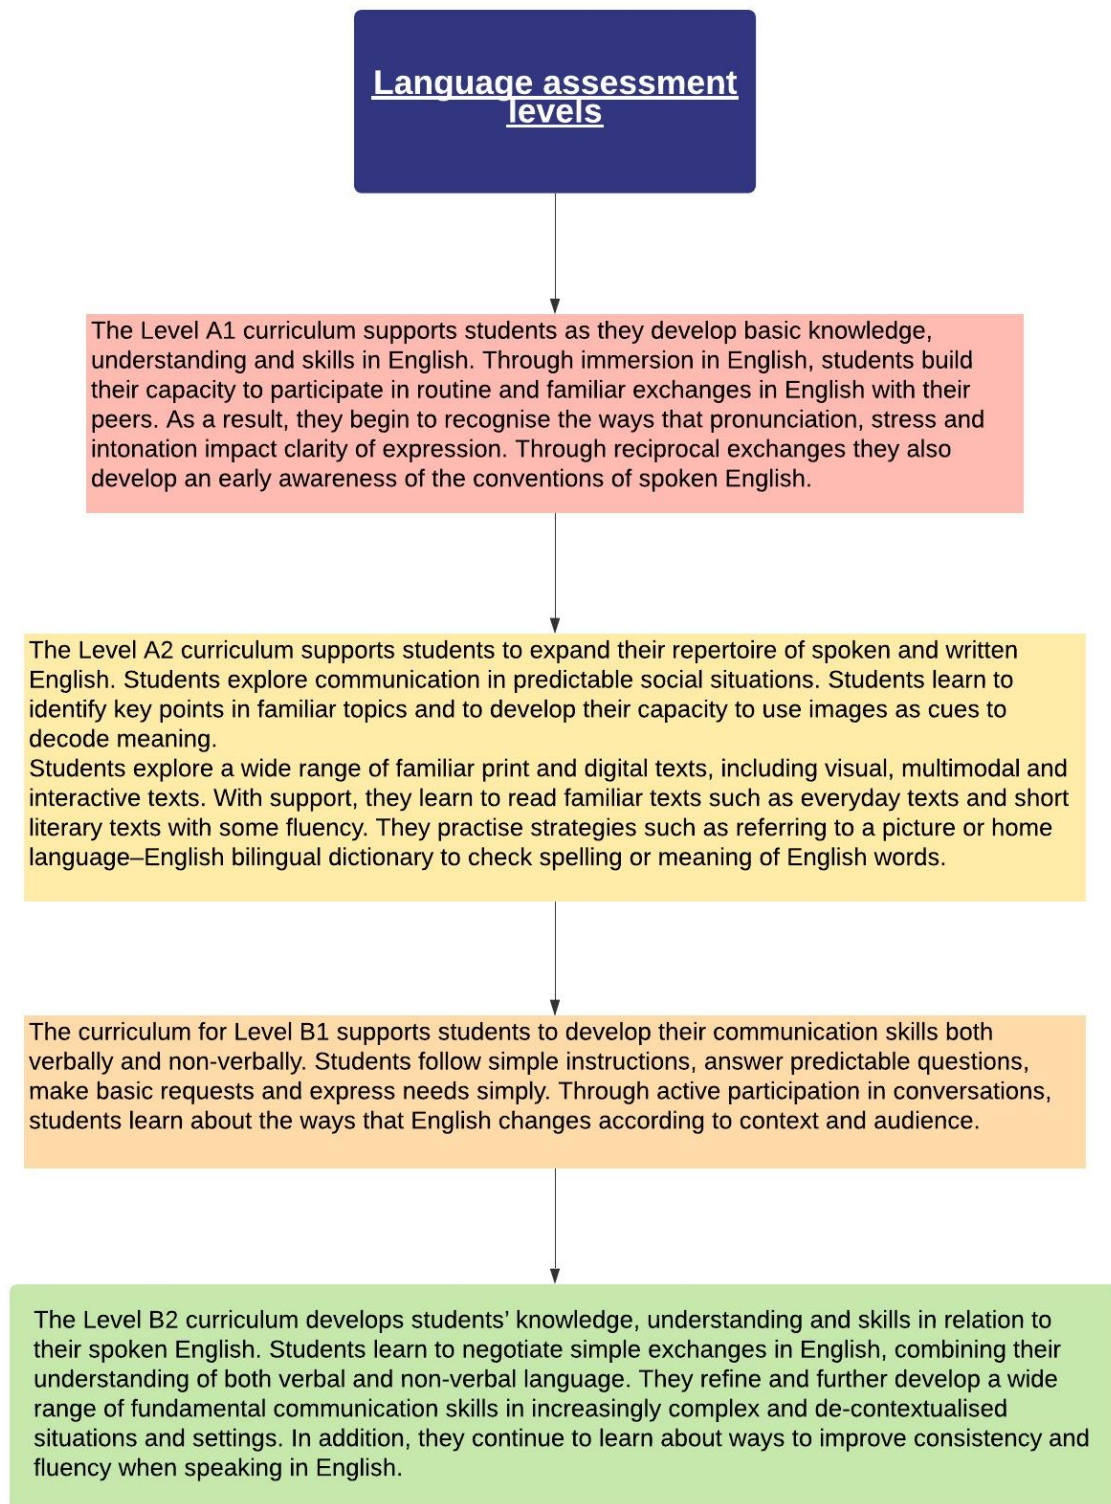 Language assessment
levels
The Level A1 curriculum supports students as they develop basic knowledge,
understanding and skills in English. Through immersion in English, students build
their capacity to participate in routine and familiar exchanges in English with their
peers. As a result, they begin to recognise the ways that pronunciation, stress and
intonation impact clarity of expression. Through reciprocal exchanges they also
develop an early awareness of the conventions of spoken English.
The Level A2 curriculum supports students to expand their repertoire of spoken and written
English. Students explore communication in predictable social situations. Students learn to
identify key points in familiar topics and to develop their capacity to use images as cues to
decode meaning.
Students explore a wide range of familiar print and digital texts, including visual, multimodal and
interactive texts. With support, they learn to read familiar texts such as everyday texts and short
literary texts with some fluency. They practise strategies such as referring to a picture or home
language–English bilingual dictionary to check spelling or meaning of English words.
The curriculum for Level B1 supports students to develop their communication skills both
verbally and non-verbally. Students follow simple instructions, answer predictable questions,
make basic requests and express needs simply. Through active participation in conversations,
students learn about the ways that English changes according to context and audience.
The Level B2 curriculum develops students’ knowledge, understanding and skills in relation to
their spoken English. Students learn to negotiate simple exchanges in English, combining their
understanding of both verbal and non-verbal language. They refine and further develop a wide
range of fundamental communication skills in increasingly complex and de-contextualised
situations and settings. In addition, they continue to learn about ways to improve consistency and
fluency when speaking in English.